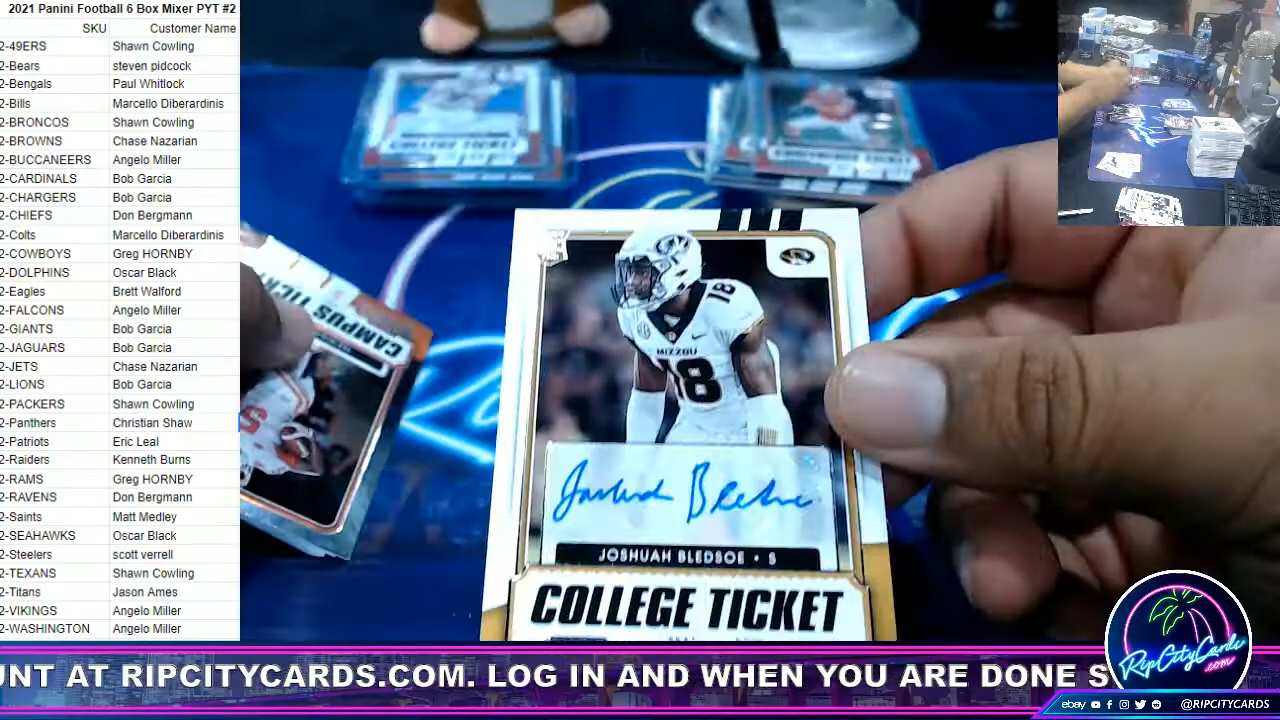 2021 Panini Football 6 Box Mixer PYT #2
SKU Customer Name
2-49ERS Shawn Cowling
2-Bears steven pidcock
2-Bengals Paul Whitlock
2-Bills Marcello Diberardinis
2-BRONCOS Shawn Cowling
2-BROWNS Chase Nazarian
2-BUCCANEERS Angelo Miller
2-CARDINALS Bob Garcia
2-CHARGERS Bob Garcia
2-CHIEFS Don Bergmann
2-Colts Marcello Diberardinis
2-COWBOYS Greg HORNBY
2-DOLPHINS Oscar Black
2-Eagles Brett Walford
2-FALCONS Angelo Miller
2-GIANTS Bob Garcia
2-JAGUARS Bob Garcia
2-JETS Chase Nazarian
2-LIONS Bob Garcia
2-PACKERS Shawn Cowling
2-Panthers Christian Shaw
2-Patriots Eric Leal
2-Raiders Kenneth Burns
2-RAMS Greg HORNBY
2-RAVENS Don Bergmann
2-Saints Matt Medley
2-SEAHAWKS Oscar Black
2-Steelers scott verrell
2-TEXANS Shawn Cowling
2-Titans Jason Ames
2-VIKINGS Angelo Miller
2-WASHINGTON Angelo Miller
COLLEGE TICKET
CAMPUS TICK
18
MIZZOU
18
JOSHUAH BLEDSOE • S
COLLEGE TICKET
RipCityCards
.com
UNT AT RIPCITYCARDS.COM. LOG IN AND WHEN YOU ARE DONE S
ebay @RIPCITYCARDS